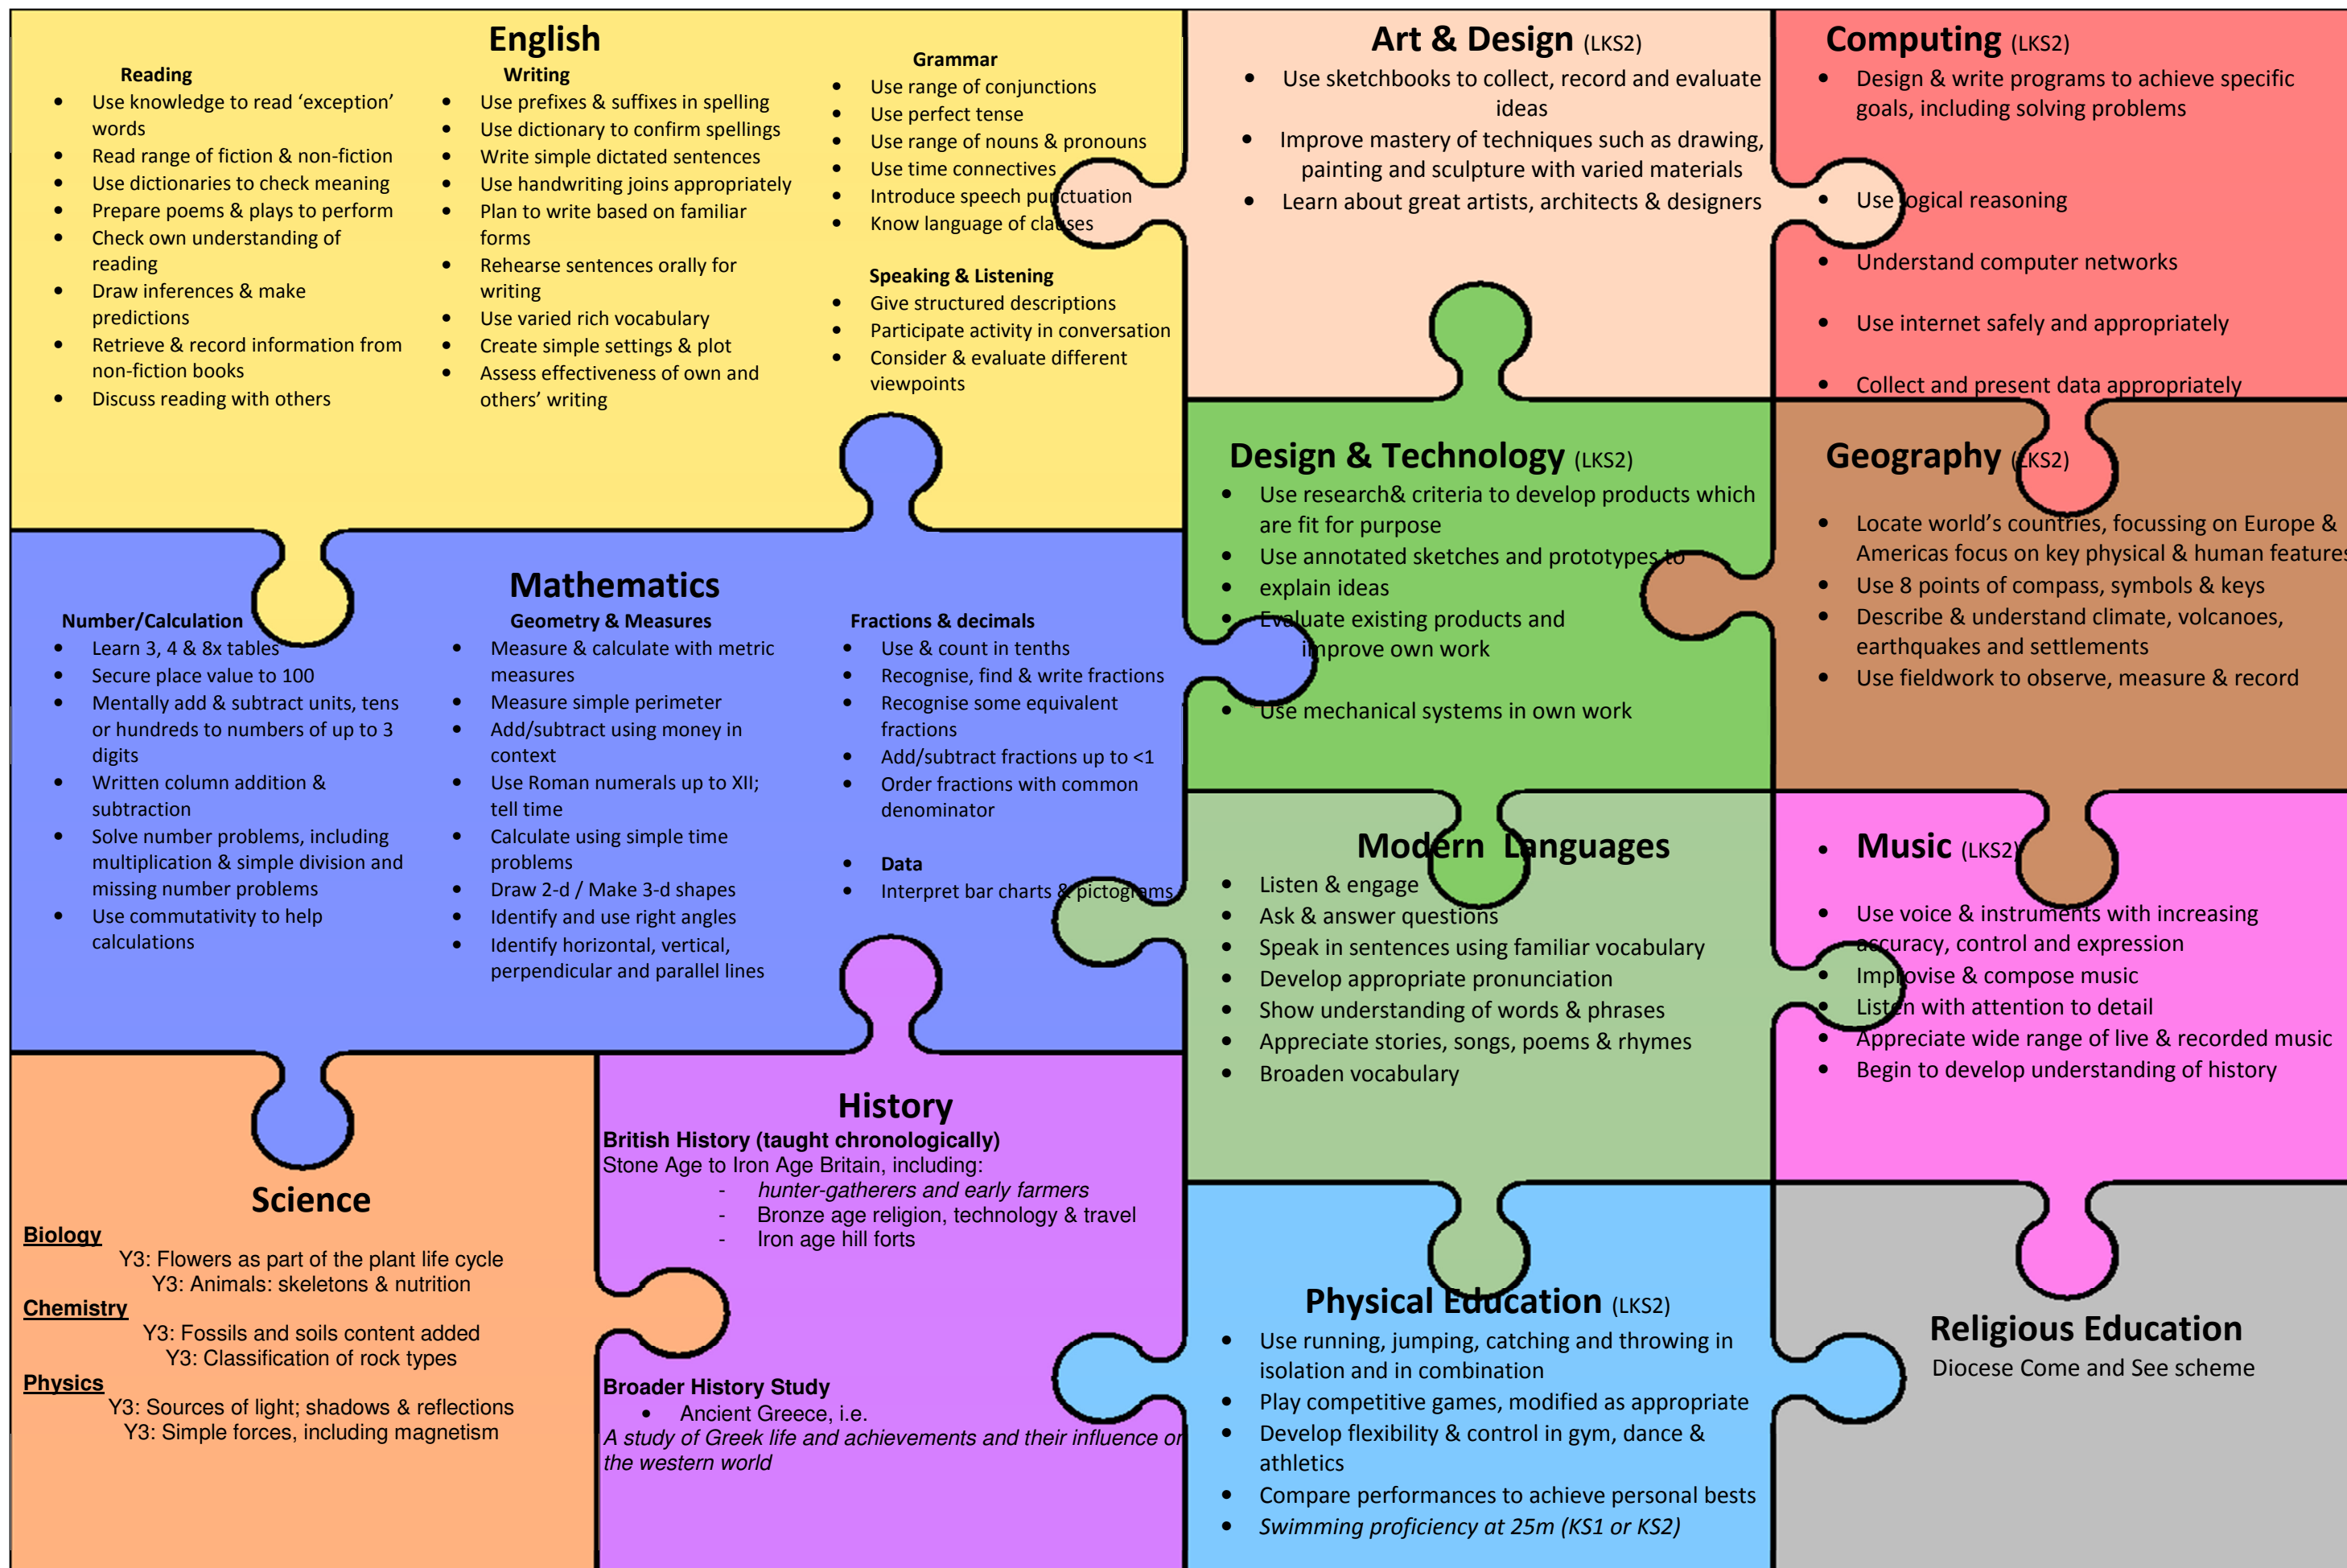 English
Reading
• Use knowledge to read ‘exception’
words
• Read range of fiction & non-fiction
• Use dictionaries to check meaning
• Prepare poems & plays to perform
• Check own understanding of
reading
• Draw inferences & make
predictions
• Retrieve & record information from
non-fiction books
• Discuss reading with others
Writing
• Use prefixes & suffixes in spelling
• Use dictionary to confirm spellings
• Write simple dictated sentences
• Use handwriting joins appropriately
• Plan to write based on familiar
forms
• Rehearse sentences orally for
writing
• Use varied rich vocabulary
• Create simple settings & plot
• Assess effectiveness of own and
others’ writing
Grammar
• Use range of conjunctions
• Use perfect tense
• Use range of nouns & pronouns
• Use time connectives
• Introduce speech punctuation
• Know language of clauses
Speaking & Listening
• Give structured descriptions
• Participate activity in conversation
• Consider & evaluate different
viewpoints
Art & Design (LKS2)
• Use sketchbooks to collect, record and evaluate
ideas
• Improve mastery of techniques such as drawing,
painting and sculpture with varied materials
• Learn about great artists, architects & designers
Computing (LKS2)
• Design & write programs to achieve specific
goals, including solving problems
• Use logical reasoning
• Understand computer networks
• Use internet safely and appropriately
• Collect and present data appropriately
Mathematics
Number/Calculation
• Learn 3, 4 & 8x tables
• Secure place value to 100
• Mentally add & subtract units, tens
or hundreds to numbers of up to 3
digits
• Written column addition &
subtraction
• Solve number problems, including
multiplication & simple division and
missing number problems
• Use commutativity to help
calculations
Geometry & Measures
• Measure & calculate with metric
measures
• Measure simple perimeter
• Add/subtract using money in
context
• Use Roman numerals up to XII;
tell time
• Calculate using simple time
problems
• Draw 2-d / Make 3-d shapes
• Identify and use right angles
• Identify horizontal, vertical,
perpendicular and parallel lines
Fractions & decimals
• Use & count in tenths
• Recognise, find & write fractions
• Recognise some equivalent
fractions
• Add/subtract fractions up to <1
• Order fractions with common
denominator
• Data
• Interpret bar charts & pictograms
Design & Technology (LKS2)
• Use research& criteria to develop products which
are fit for purpose
• Use annotated sketches and prototypes to
• explain ideas
• Evaluate existing products and
improve own work
• Use mechanical systems in own work
Geography (LKS2)
• Locate world’s countries, focussing on Europe &
Americas focus on key physical & human features
• Use 8 points of compass, symbols & keys
• Describe & understand climate, volcanoes,
earthquakes and settlements
• Use fieldwork to observe, measure & record
Modern Languages
• Listen & engage
• Ask & answer questions
• Speak in sentences using familiar vocabulary
• Develop appropriate pronunciation
• Show understanding of words & phrases
• Appreciate stories, songs, poems & rhymes
• Broaden vocabulary
• Music (LKS2)
• Use voice & instruments with increasing
accuracy, control and expression
• Improvise & compose music
• Listen with attention to detail
• Appreciate wide range of live & recorded music
• Begin to develop understanding of history
Science
Biology
Y3: Flowers as part of the plant life cycle
Y3: Animals: skeletons & nutrition
Chemistry
Y3: Fossils and soils content added
Y3: Classification of rock types
Physics
Y3: Sources of light; shadows & reflections
Y3: Simple forces, including magnetism
History
British History (taught chronologically)
Stone Age to Iron Age Britain, including:
- hunter-gatherers and early farmers
- Bronze age religion, technology & travel
- Iron age hill forts
Broader History Study
• Ancient Greece, i.e.
A study of Greek life and achievements and their influence on
the western world
Physical Education (LKS2)
• Use running, jumping, catching and throwing in
isolation and in combination
• Play competitive games, modified as appropriate
• Develop flexibility & control in gym, dance &
athletics
• Compare performances to achieve personal bests
• Swimming proficiency at 25m (KS1 or KS2)
Religious Education
Diocese Come and See scheme